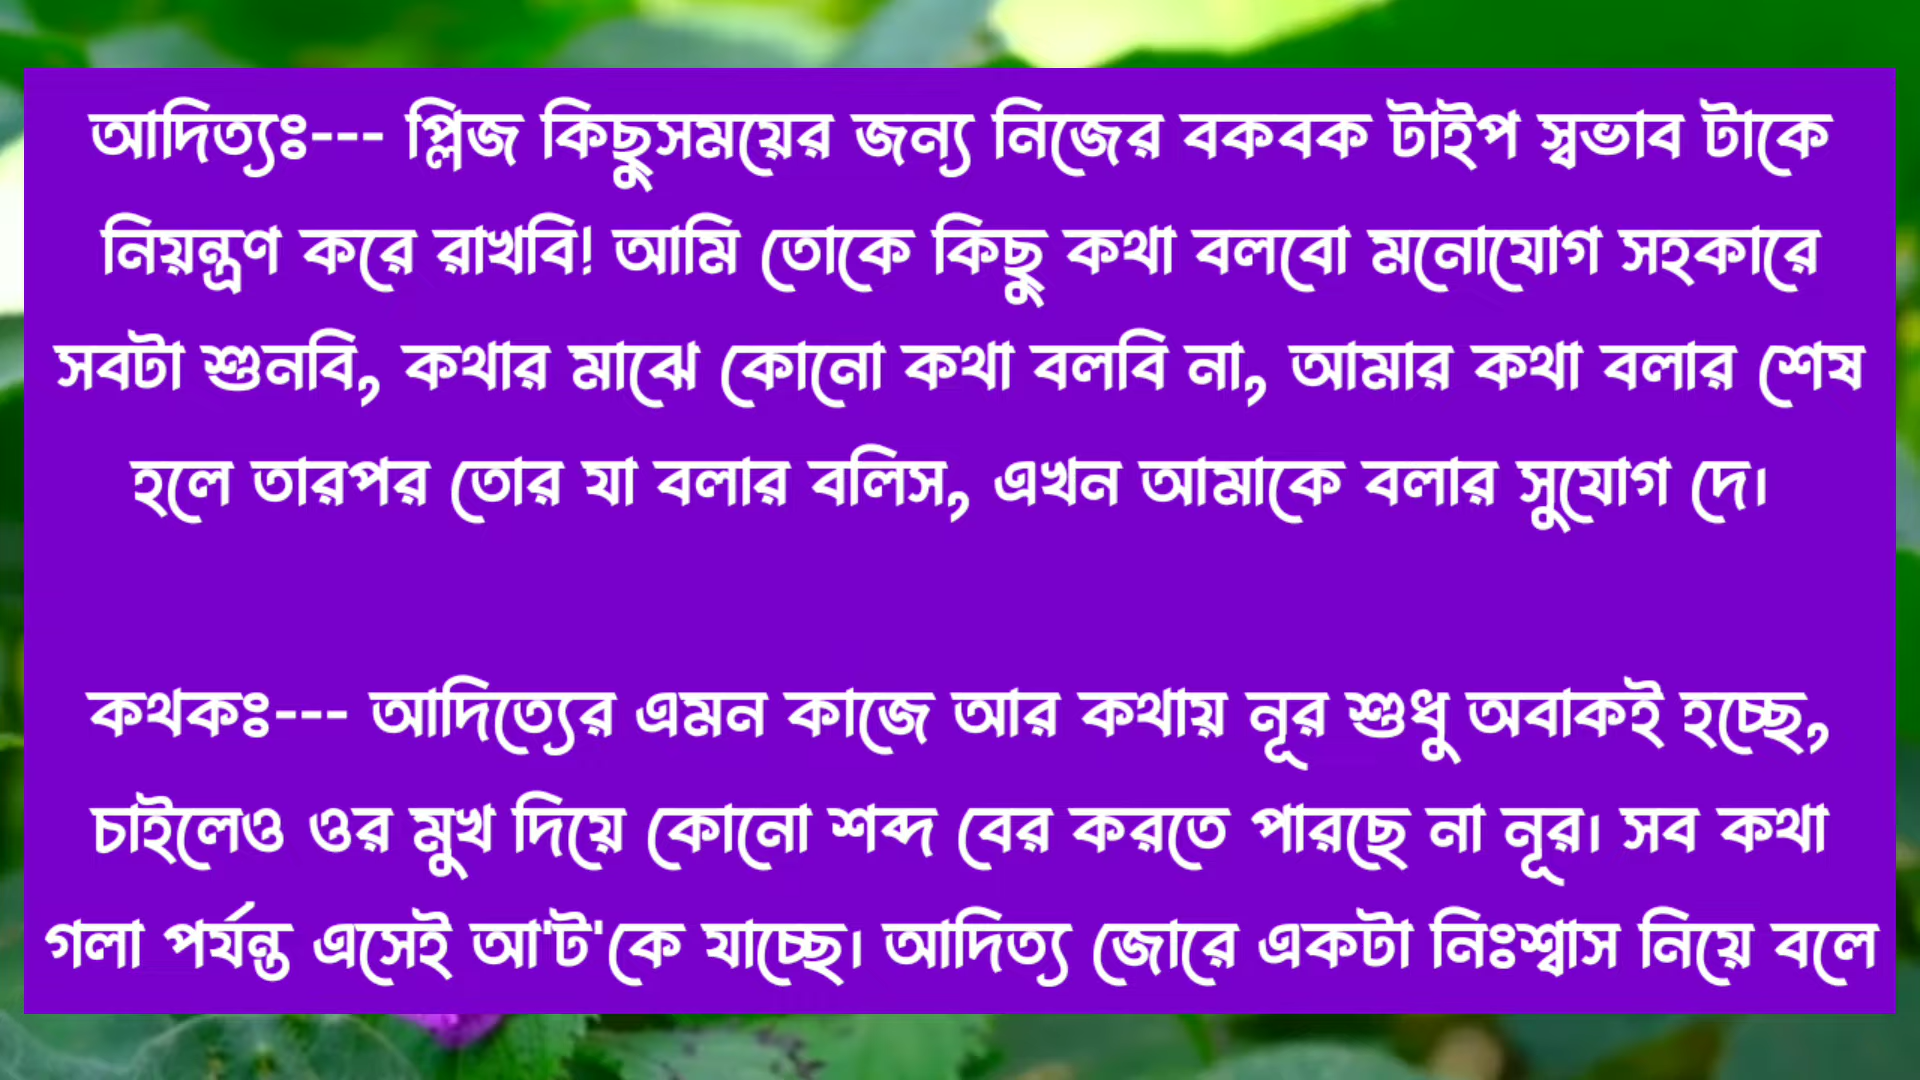 আদিত্যঃ--- প্লিজ কিছুসময়ের জন্য নিজের বকবক টাইপ স্বভাব টাকে
নিয়ন্ত্রণ করে রাখবি! আমি তোকে কিছু কথা বলবো মনোযোগ সহকারে
সবটা শুনবি, কথার মাঝে কোনো কথা বলবি না, আমার কথা বলার শেষ
হলে তারপর তোর যা বলার বলিস, এখন আমাকে বলার সুযোগ দে।
কথকঃ--- আদিত্যের এমন কাজে আর কথায় নূর শুধু অবাকই হচ্ছে,
চাইলেও ওর মুখ দিয়ে কোনো শব্দ বের করতে পারছে না নূর। সব কথা
গলা পর্যন্ত এসেই আ'ট'কে যাচ্ছে। আদিত্য জোরে একটা নিঃশ্বাস নিয়ে বলে